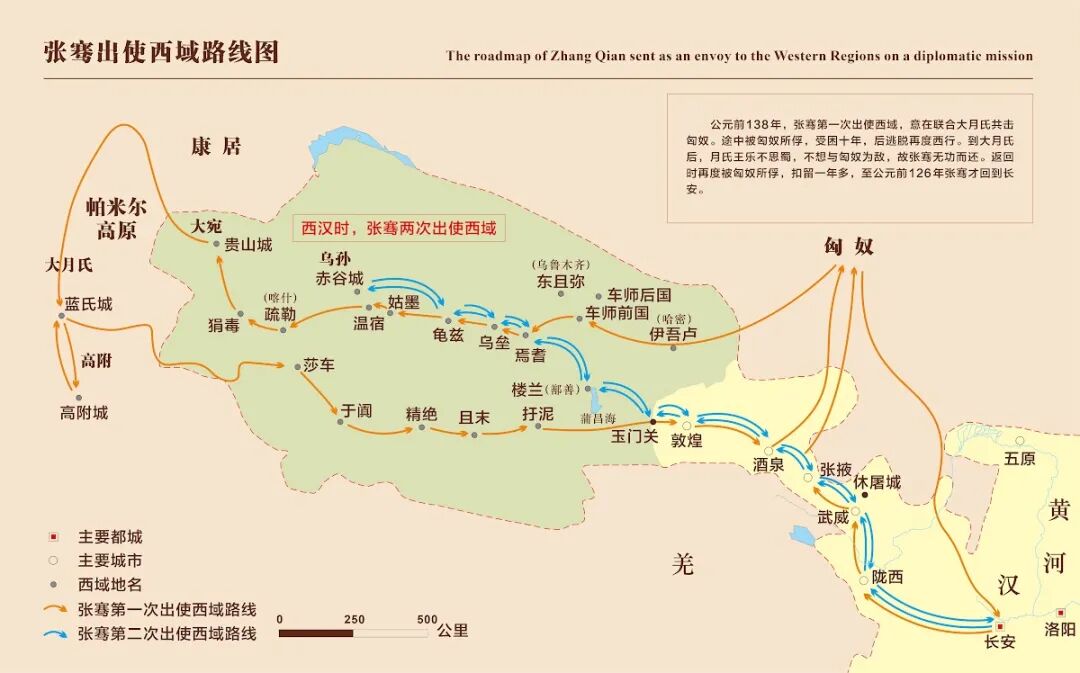 张骞出使西域路线图
The roadmap of Zhang Qian sent as an envoy to the Western Regions on a diplomatic mission
公元前138年，张骞第一次出使西域，意在联合大月氏共击
匈奴。途中被匈奴所俘，受困十年，后逃脱再度西行。到大月氏
后，月氏王乐不思蜀，不想与匈奴为敌，故张骞无功而还。返回
时再度被匈奴所俘，扣留一年多，至公元前126年张骞才回到长
安。
康居
帕米尔
高原
大宛
贵山城
西汉时，张骞两次出使西域
匈奴
大月氏
蓝氏城
乌孙
赤谷城
(乌鲁木齐)
东且弥
车师后国
车师前国
(哈密)
伊吾卢
(喀什)
疏勒
狷毒
姑墨
温宿
龟兹
乌垒
焉耆
高附
高附城
莎车
楼兰(鄯善)
蒲昌海
于阗
精绝
且末
扜泥
玉门关
敦煌
酒泉
张掖
休屠城
武威
五原
黄河
羌
陇西
汉
长安
洛阳
主要都城
主要城市
西域地名
张骞第一次出使西域路线
张骞第二次出使西域路线
0 250 500 公里